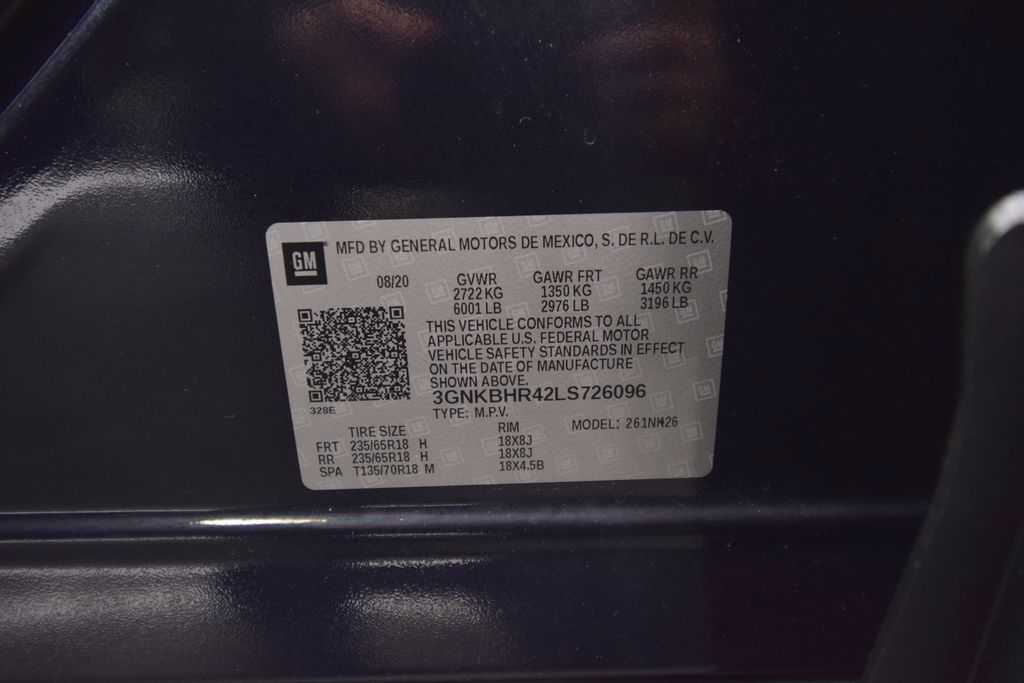 GM
MFD BY GENERAL MOTORS DE MEXICO, S. DE R.L. DE C.V.
08/20 GVWR GAWR FRT GAWR RR
2722 KG 1350 KG 1450 KG
6001 LB 2976 LB 3196 LB
THIS VEHICLE CONFORMS TO ALL
APPLICABLE U.S. FEDERAL MOTOR
VEHICLE SAFETY STANDARDS IN EFFECT
ON THE DATE OF MANUFACTURE
SHOWN ABOVE.
3GNKBHR42LS726096
328E
TYPE: M.P.V.
TIRE SIZE RIM MODEL:
FRT 235/65R18 H 18X8J
RR 235/65R18 H 18X8J
SPA T135/70R18 M 18X4.5B